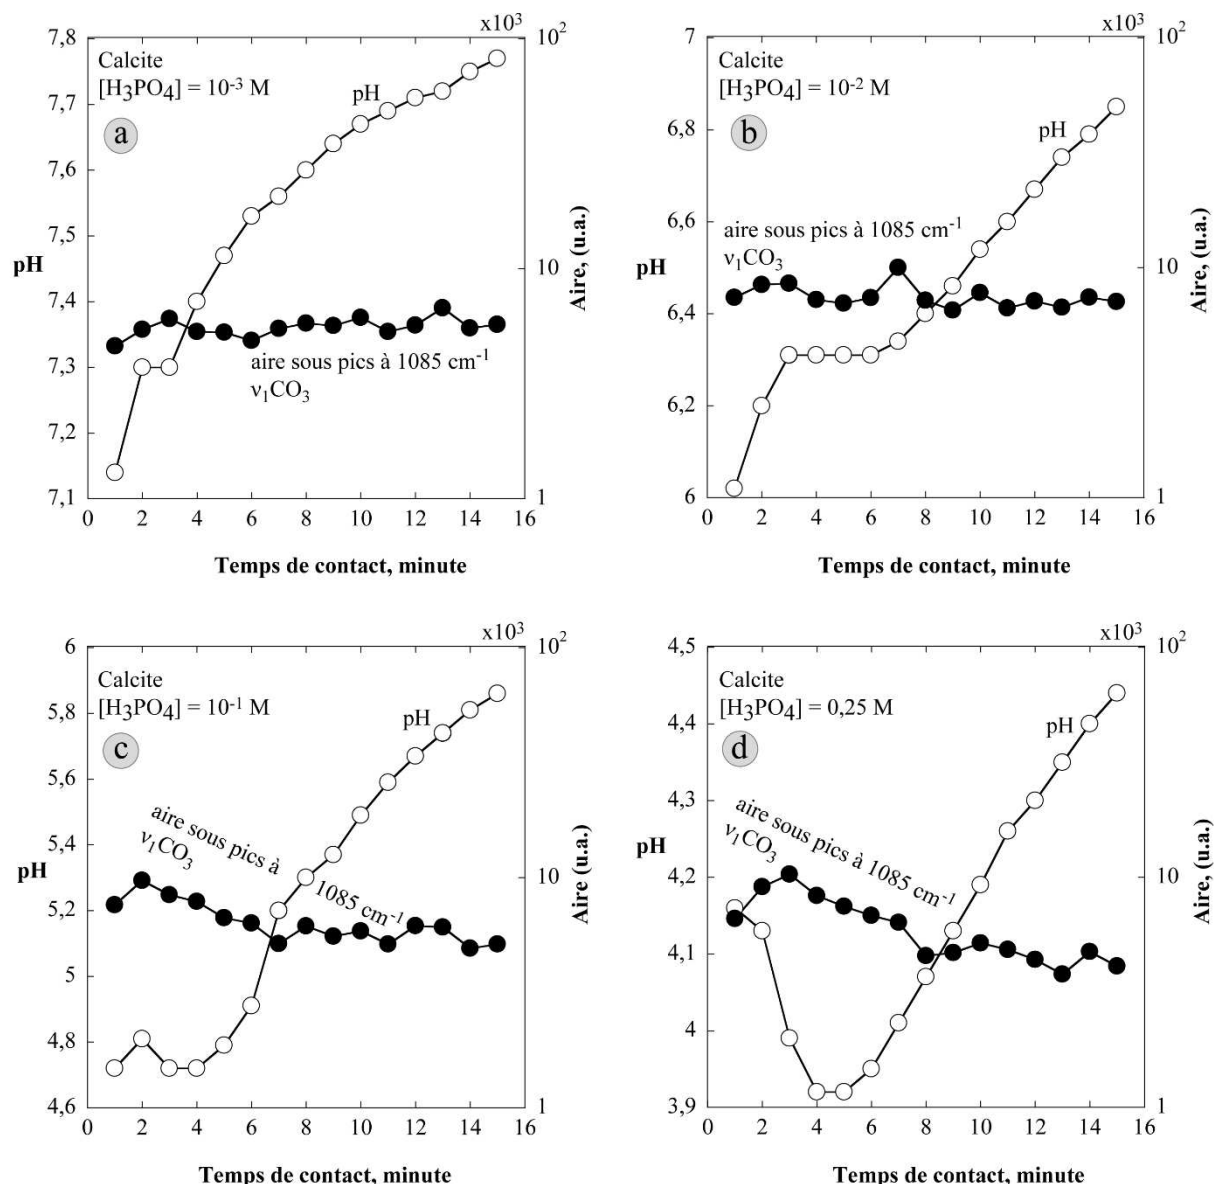 x10³
7,8
10²
Calcite
[H₃PO₄] = 10⁻³ M
a
pH
7,7
7,6
7,5
pH
7,4
7,3
7,2
7,1
10
1
Aire, (u.a.)
aire sous pics à 1085 cm⁻¹
ν₁CO₃
0 2 4 6 8 10 12 14 16
Temps de contact, minute
x10³
7
10²
Calcite
[H₃PO₄] = 10⁻² M
b
pH
6,8
6,6
aire sous pics à 1085 cm⁻¹
ν₁CO₃
pH
6,4
6,2
6
10
1
Aire, (u.a.)
0 2 4 6 8 10 12 14 16
Temps de contact, minute
x10³
6
10²
Calcite
[H₃PO₄] = 10⁻¹ M
c
pH
5,8
5,6
5,4
aire sous pics à 1085 cm⁻¹
ν₁CO₃
pH
5,2
5
4,8
4,6
10
1
Aire (u.a.)
0 2 4 6 8 10 12 14 16
Temps de contact, minute
x10³
4,5
10²
Calcite
[H₃PO₄] = 0,25 M
d
pH
4,4
4,3
aire sous pics à 1085 cm⁻¹
ν₁CO₃
pH
4,2
4,1
4
3,9
10
1
Aire (u.a.)
0 2 4 6 8 10 12 14 16
Temps de contact, minute